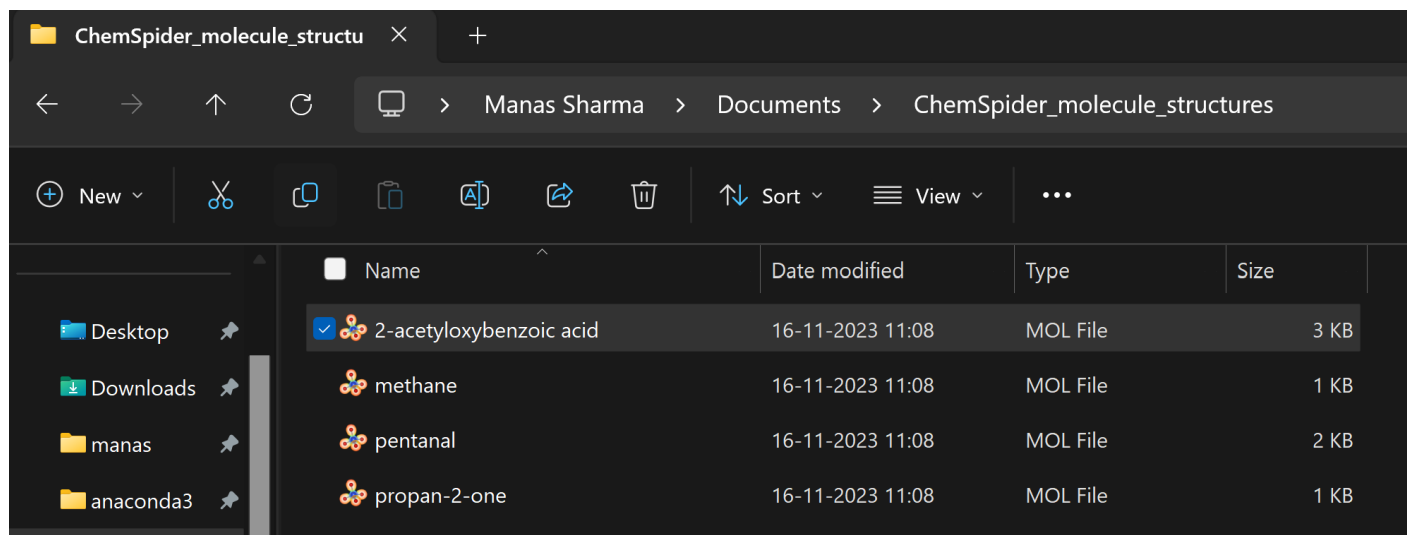 ChemSpider_molecule_structu
Manas Sharma Documents ChemSpider_molecule_structures
New Sort View
Name Date modified Type Size
Desktop
Downloads
manas
anaconda3
2-acetyloxybenzoic acid 16-11-2023 11:08 MOL File 3 KB
methane 16-11-2023 11:08 MOL File 1 KB
pentanal 16-11-2023 11:08 MOL File 2 KB
propan-2-one 16-11-2023 11:08 MOL File 1 KB